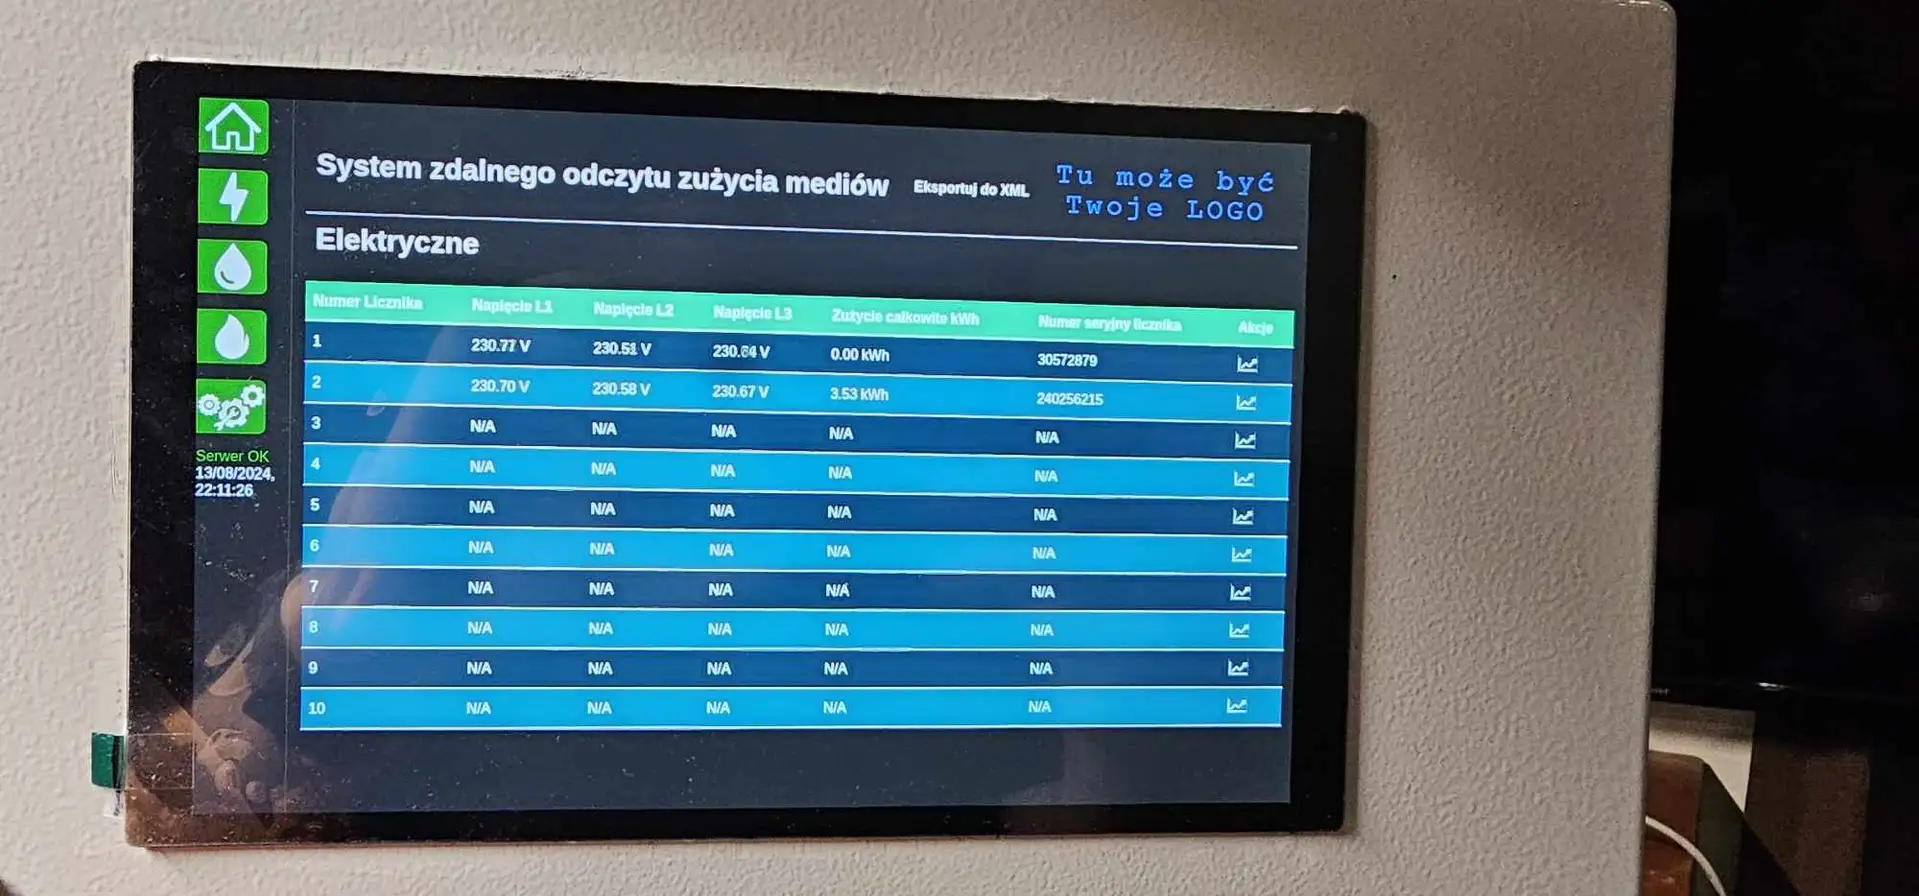 System zdalnego odczytu zużycia mediów
Eksportuj do XML
Tu może być
Twoje LOGO
Elektryczne
Serwer OK
13/08/2024,
22:11:26
Numer Licznika Napięcie L1 Napięcie L2 Napięcie L3 Zużycie całkowite kWh Numer seryjny licznika Akcje
1 230.77 V 230.51 V 230.64 V 0.00 kWh 30572879
2 230.70 V 230.58 V 230.67 V 3.53 kWh 240256215
3 N/A N/A N/A N/A N/A
4 N/A N/A N/A N/A N/A
5 N/A N/A N/A N/A N/A
6 N/A N/A N/A N/A N/A
7 N/A N/A N/A N/A N/A
8 N/A N/A N/A N/A N/A
9 N/A N/A N/A N/A N/A
10 N/A N/A N/A N/A N/A